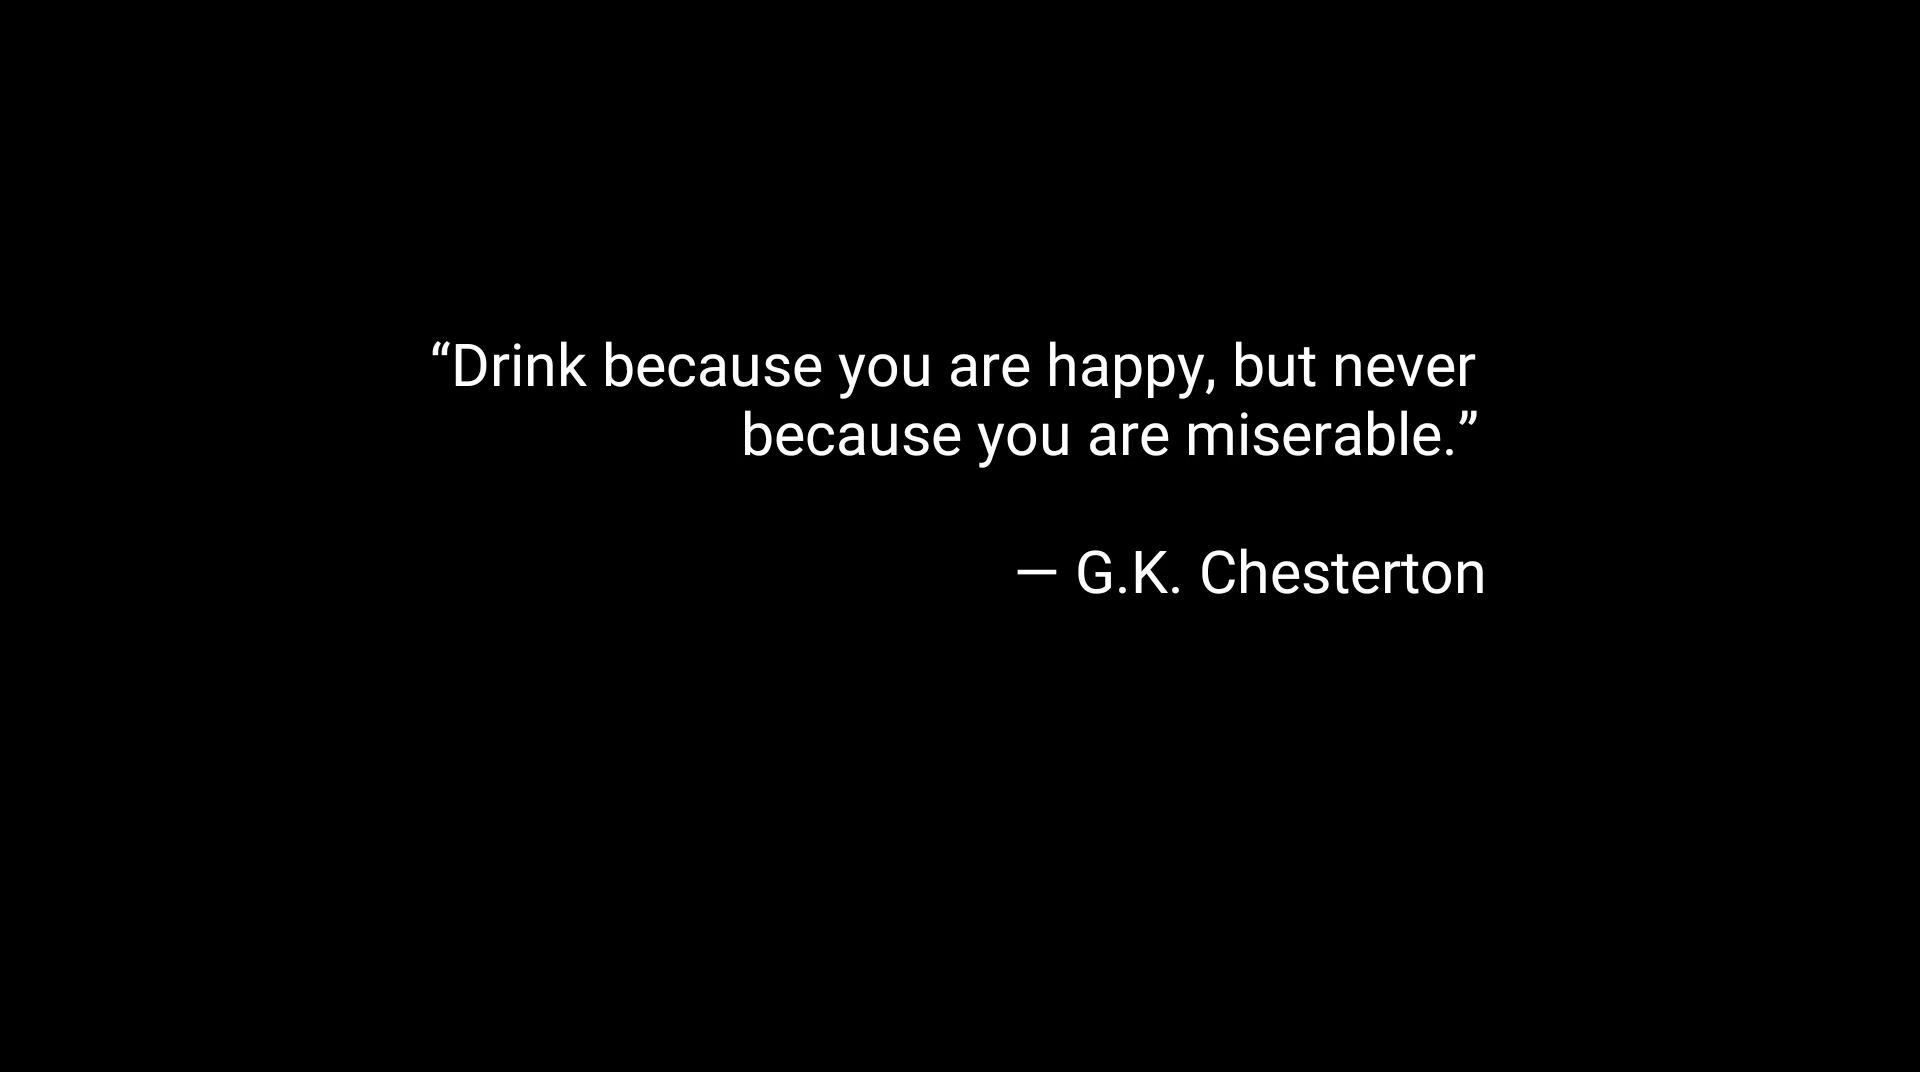 “Drink because you are happy, but never
because you are miserable.”
— G.K. Chesterton